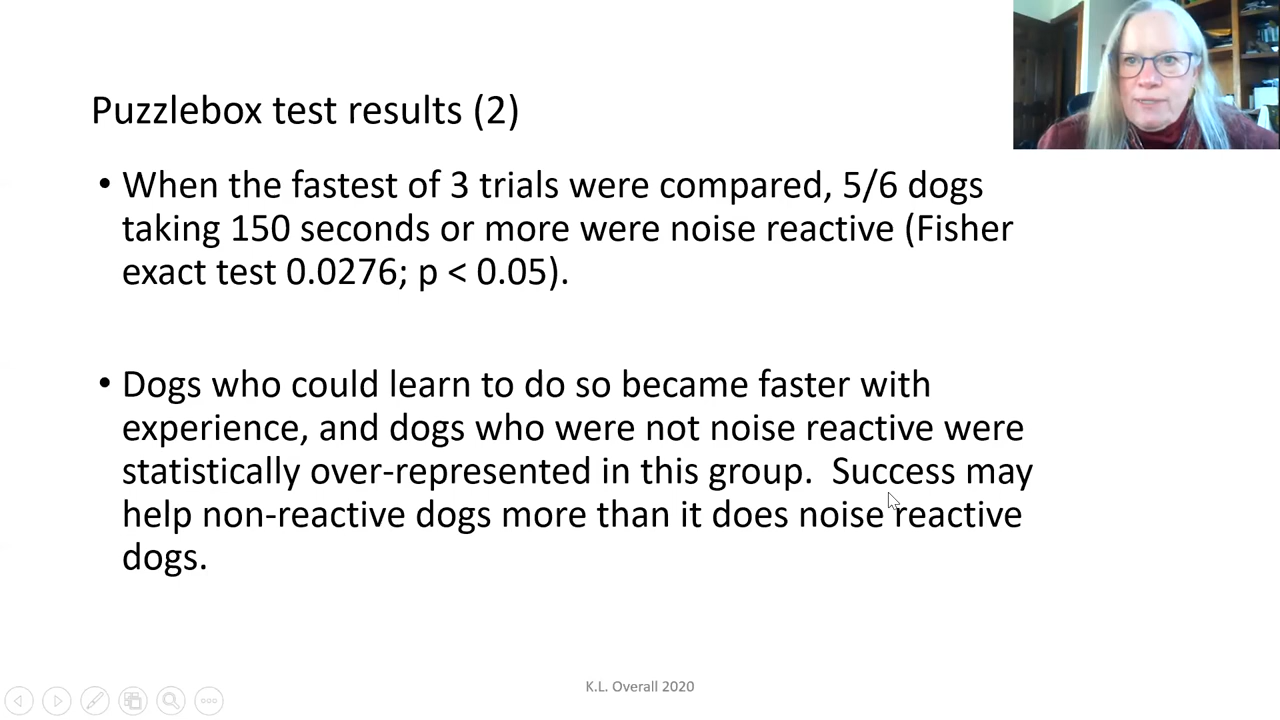 Puzzlebox test results (2)
• When the fastest of 3 trials were compared, 5/6 dogs
taking 150 seconds or more were noise reactive (Fisher
exact test 0.0276; p < 0.05).
• Dogs who could learn to do so became faster with
experience, and dogs who were not noise reactive were
statistically over-represented in this group.  Success may
help non-reactive dogs more than it does noise reactive
dogs.
K.L. Overall 2020